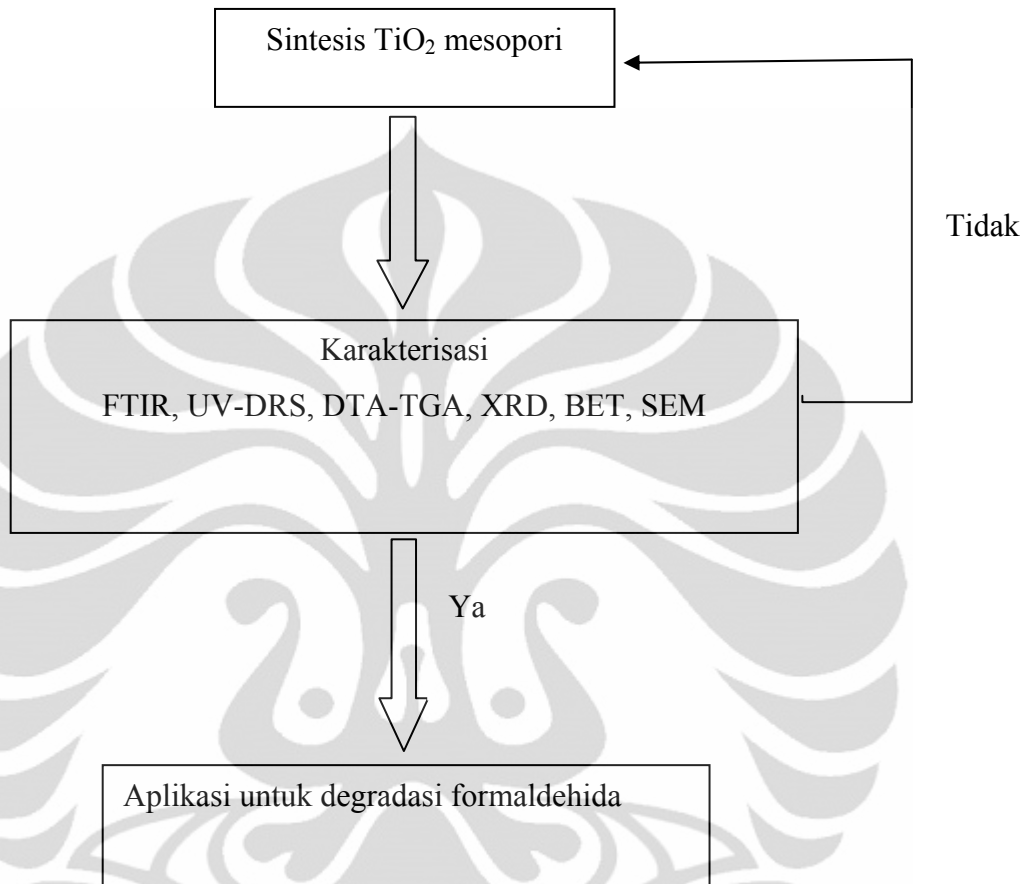 Sintesis TiO₂ mesopori
Tidak
Karakterisasi
FTIR, UV-DRS, DTA-TGA, XRD, BET, SEM
Ya
Aplikasi untuk degradasi formaldehida